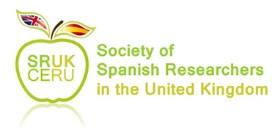 SRUK
CERU
Society of
Spanish Researchers
in the United Kingdom